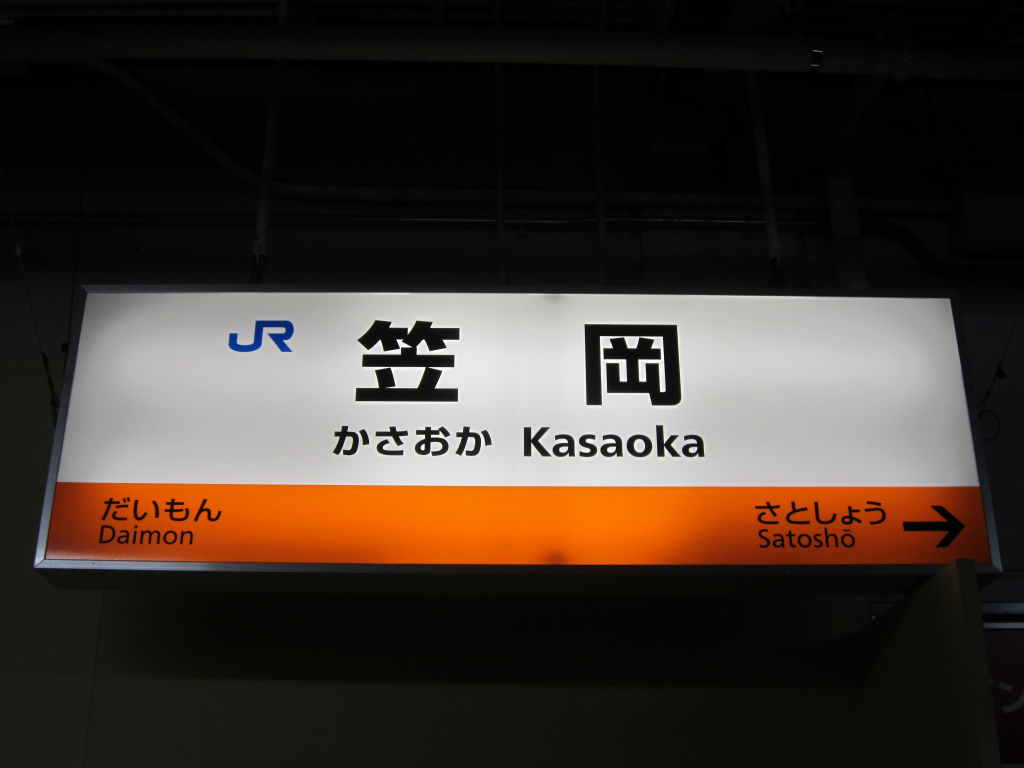 JR 笠岡
かさおか Kasaoka
だいもん
Daimon
さとしょう
Satoshō